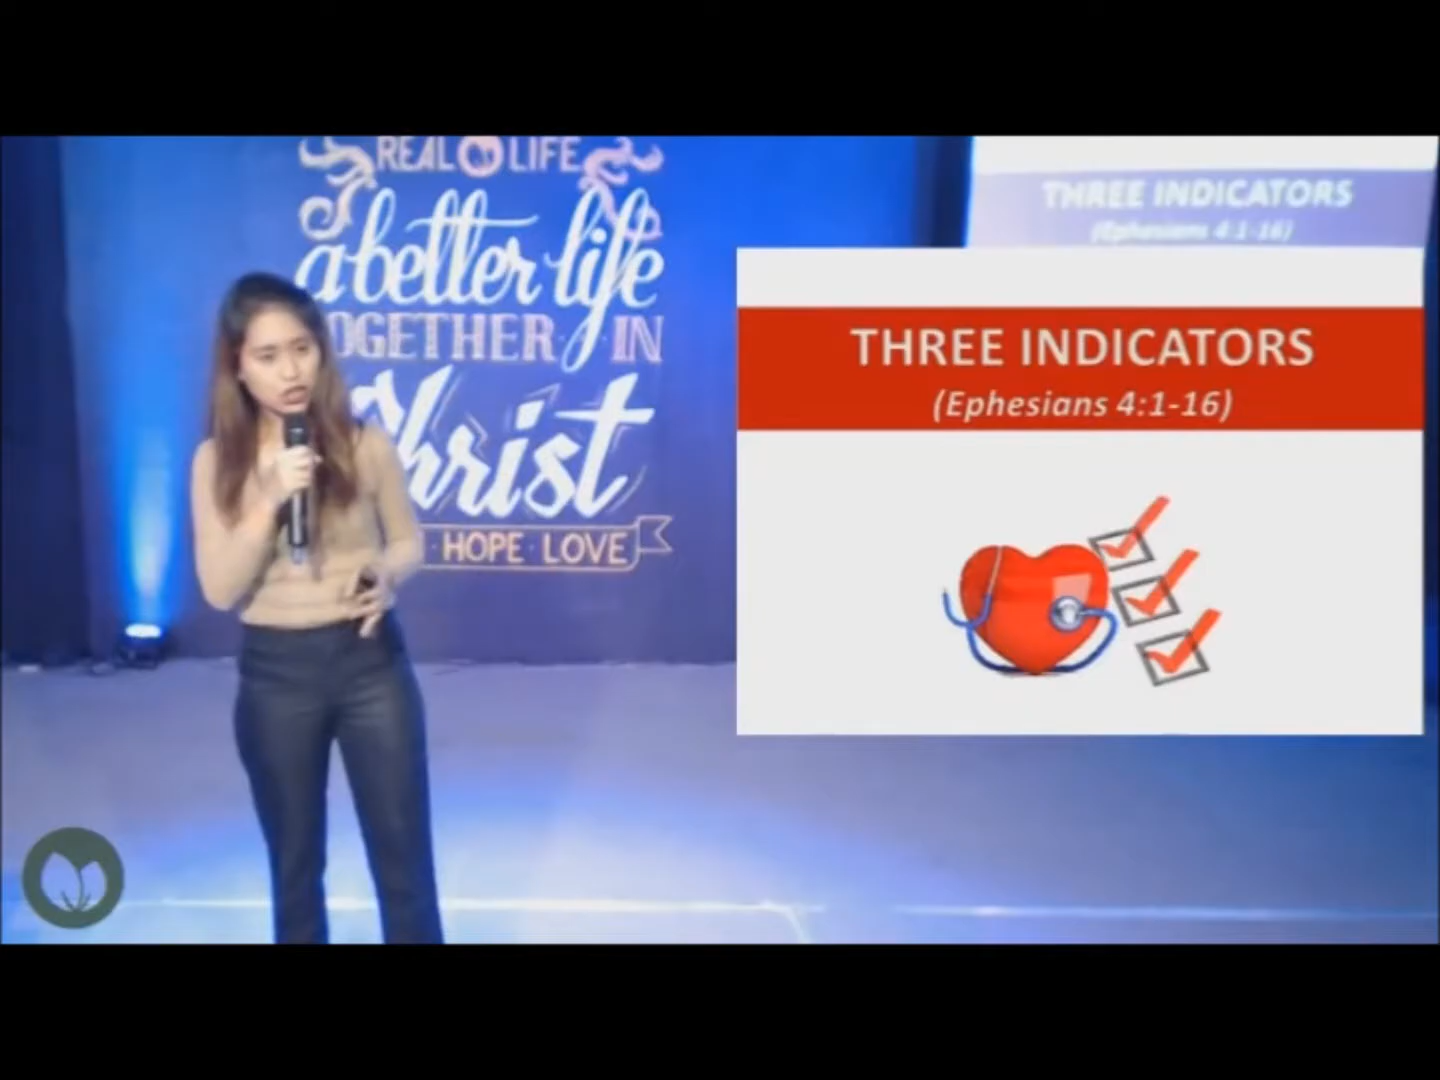 REAL LIFE
a better life
TOGETHER IN
Christ
HOPE LOVE
THREE INDICATORS
(Ephesians 4:1-16)
THREE INDICATORS
(Ephesians 4:1-16)